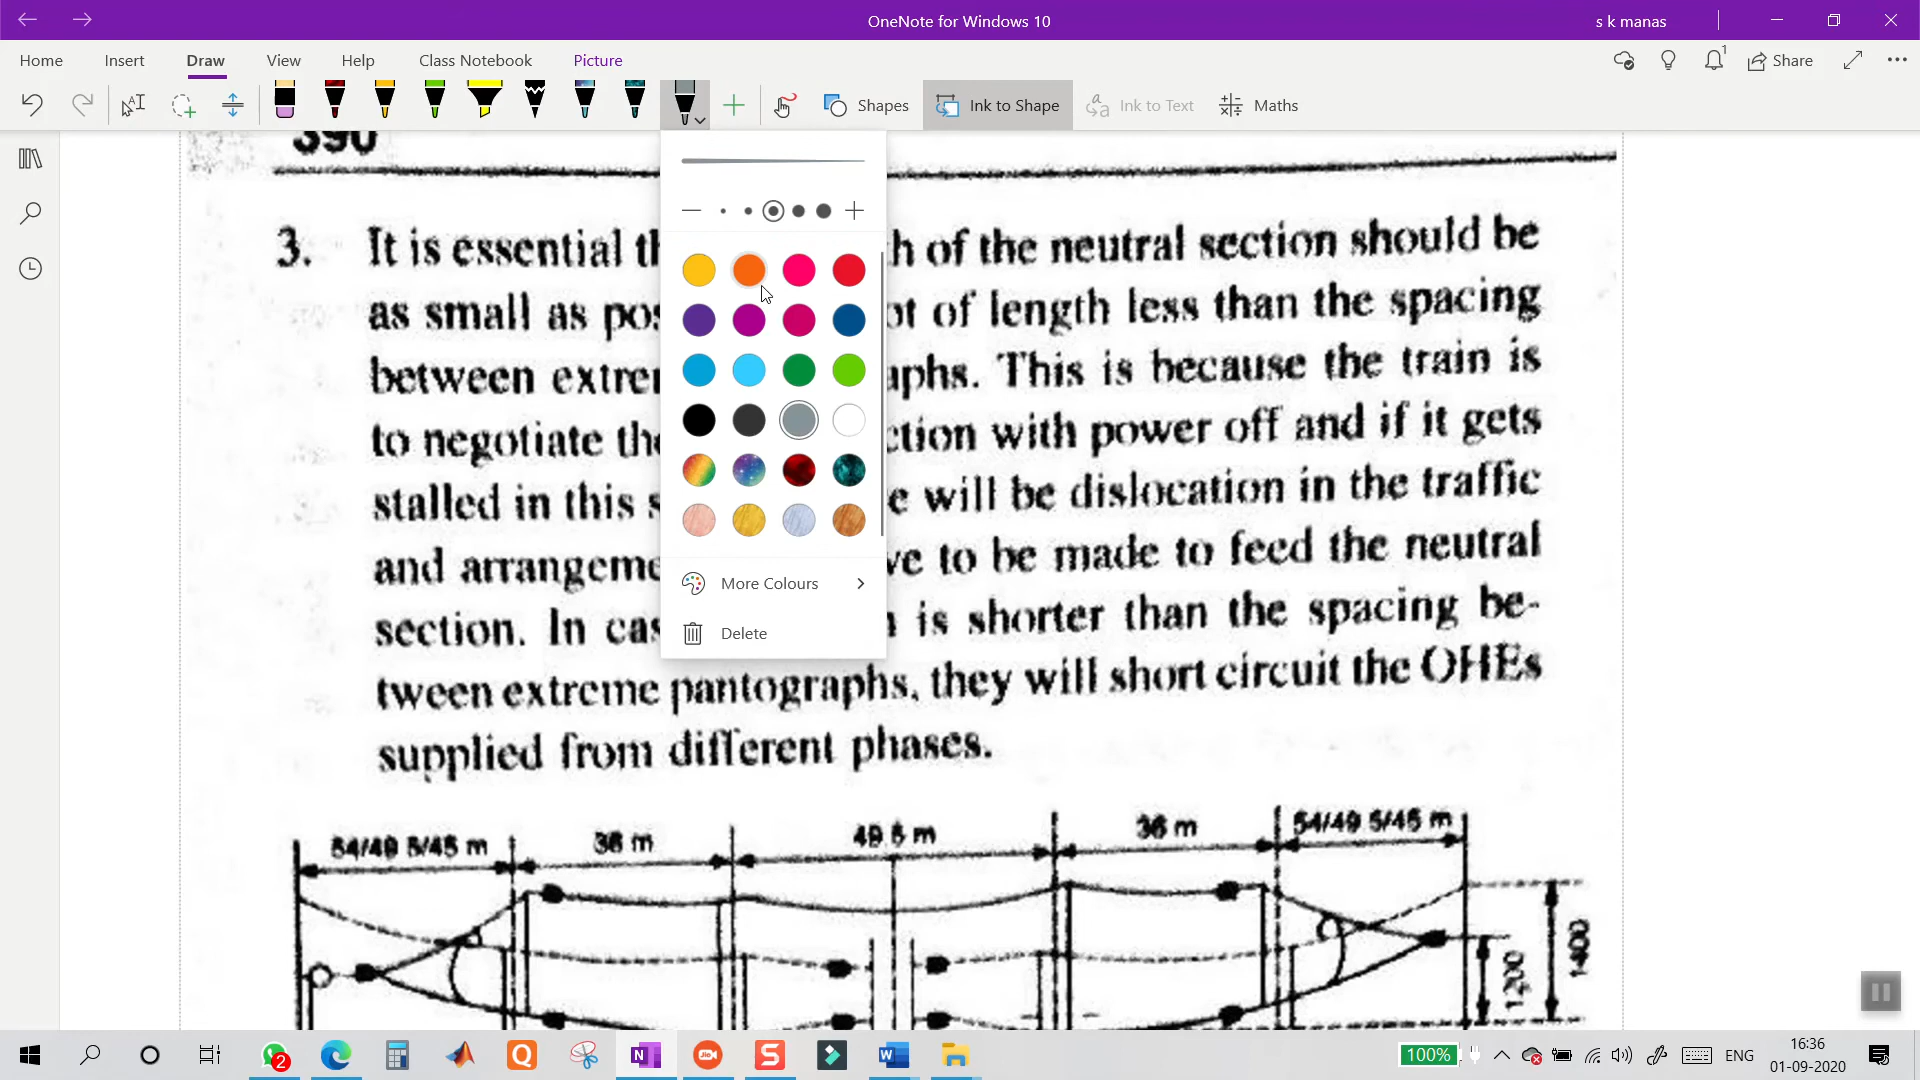 OneNote for Windows 10
s k manas
Home Insert Draw View Help Class Notebook Picture
1
Share
Shapes
Ink to Shape
Ink to Text
Maths
390
3. It is essential th h of the neutral section should be
as small as pos ot of length less than the spacing
between extrem aphs. This is because the train is
to negotiate the ction with power off and if it gets
stalled in this s e will be dislocation in the traffic
and arrangeme ve to be made to feed the neutral
section. In cas is shorter than the spacing be-
tween extreme pantographs, they will short circuit the OHEs
supplied from different phases.
More Colours
Delete
54/49 5/45 m 36 m 49 5 m 36 m 54/49 5/45 m
1200
1400
2
100%
ENG
16:36
01-09-2020